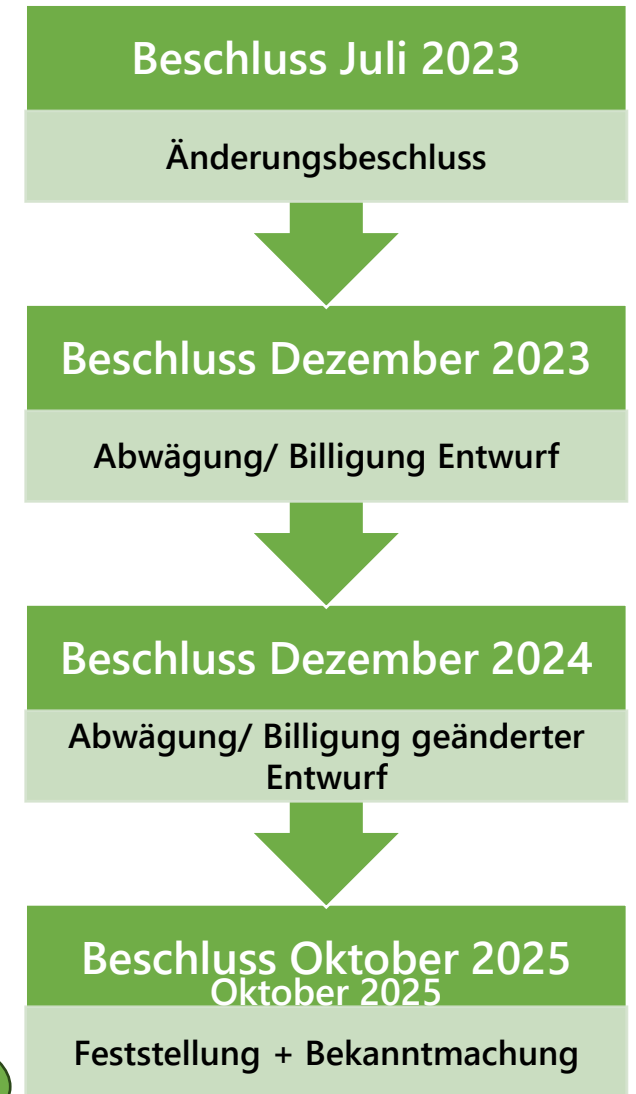 Beschluss Juli 2023
Änderungsbeschluss
Beschluss Dezember 2023
Abwägung/ Billigung Entwurf
Beschluss Dezember 2024
Abwägung/ Billigung geänderter
Entwurf
Beschluss Oktober 2025
Oktober 2025
Feststellung + Bekanntmachung